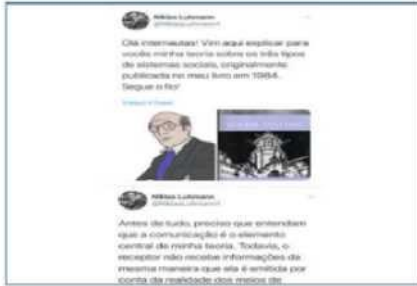 Niklas Luhmann
Olá internautas! Vim aqui explicar para
vocês minha teoria sobre os três tipos
de sistemas sociais, originalmente
publicada no meu livro em 1984.
Segue o fio!
Niklas Luhmann
Antes de tudo, preciso que entendam
que a comunicação é o elemento
central de minha teoria. Todavia, o
receptor não recebe informações da
mesma maneira que ela é emitida por
conta da realidade dos meios de